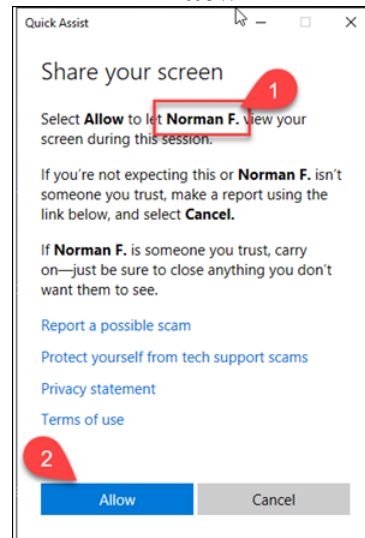 Quick Assist
Share your screen
1
Select Allow to let Norman F. view your
screen during this session.
If you're not expecting this or Norman F. isn't
someone you trust, make a report using the
link below, and select Cancel.
If Norman F. is someone you trust, carry
on—just be sure to close anything you don't
want them to see.
Report a possible scam
Protect yourself from tech support scams
Privacy statement
Terms of use
2
Allow Cancel